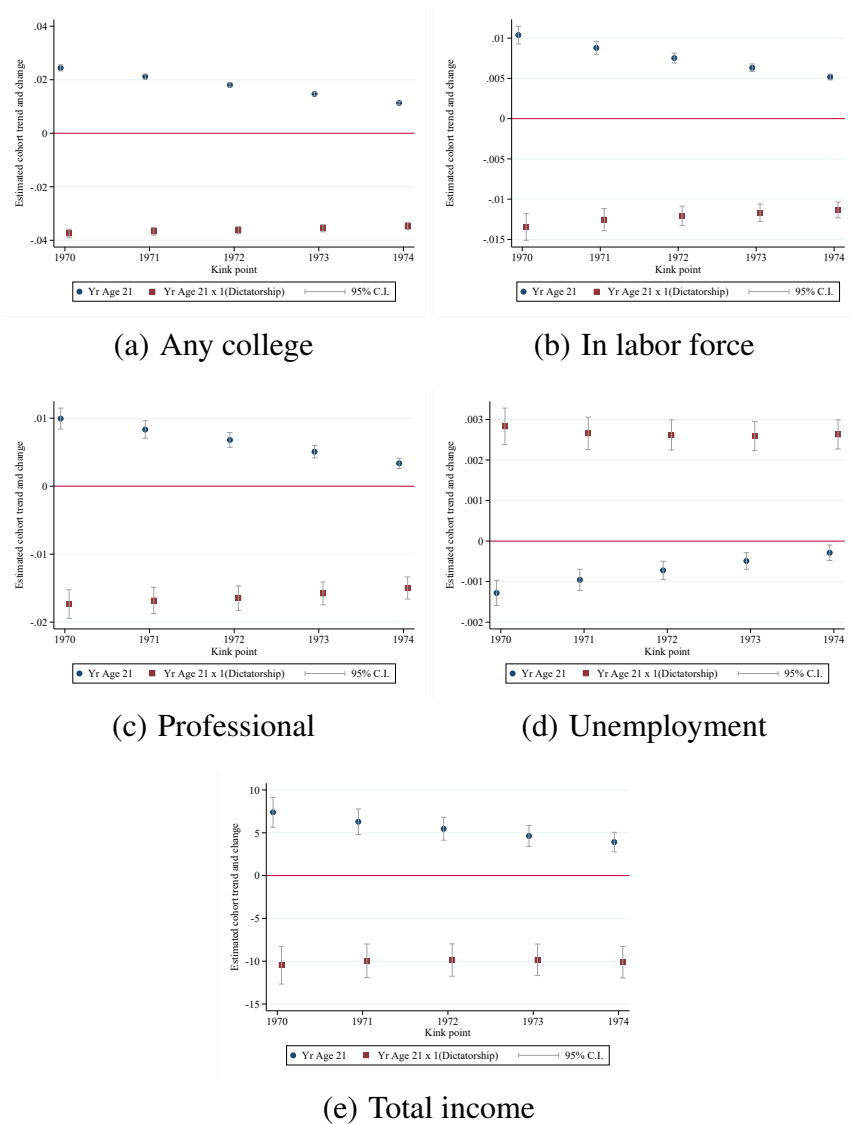 Estimated cohort trend and change
.04
.02
0
-.02
-.04
1970 1971 1972 1973 1974
Kink point
Yr Age 21 Yr Age 21 x 1(Dictatorship) 95% C.I.
(a) Any college
Estimated cohort trend and change
.01
.005
0
-.005
-.01
-.015
1970 1971 1972 1973 1974
Kink point
Yr Age 21 Yr Age 21 x 1(Dictatorship) 95% C.I.
(b) In labor force
Estimated cohort trend and change
.01
0
-.01
-.02
1970 1971 1972 1973 1974
Kink point
Yr Age 21 Yr Age 21 x 1(Dictatorship) 95% C.I.
(c) Professional
Estimated cohort trend and change
.003
.002
.001
0
-.001
-.002
1970 1971 1972 1973 1974
Kink point
Yr Age 21 Yr Age 21 x 1(Dictatorship) 95% C.I.
(d) Unemployment
Estimated cohort trend and change
10
5
0
-5
-10
-15
1970 1971 1972 1973 1974
Kink point
Yr Age 21 Yr Age 21 x 1(Dictatorship) 95% C.I.
(e) Total income